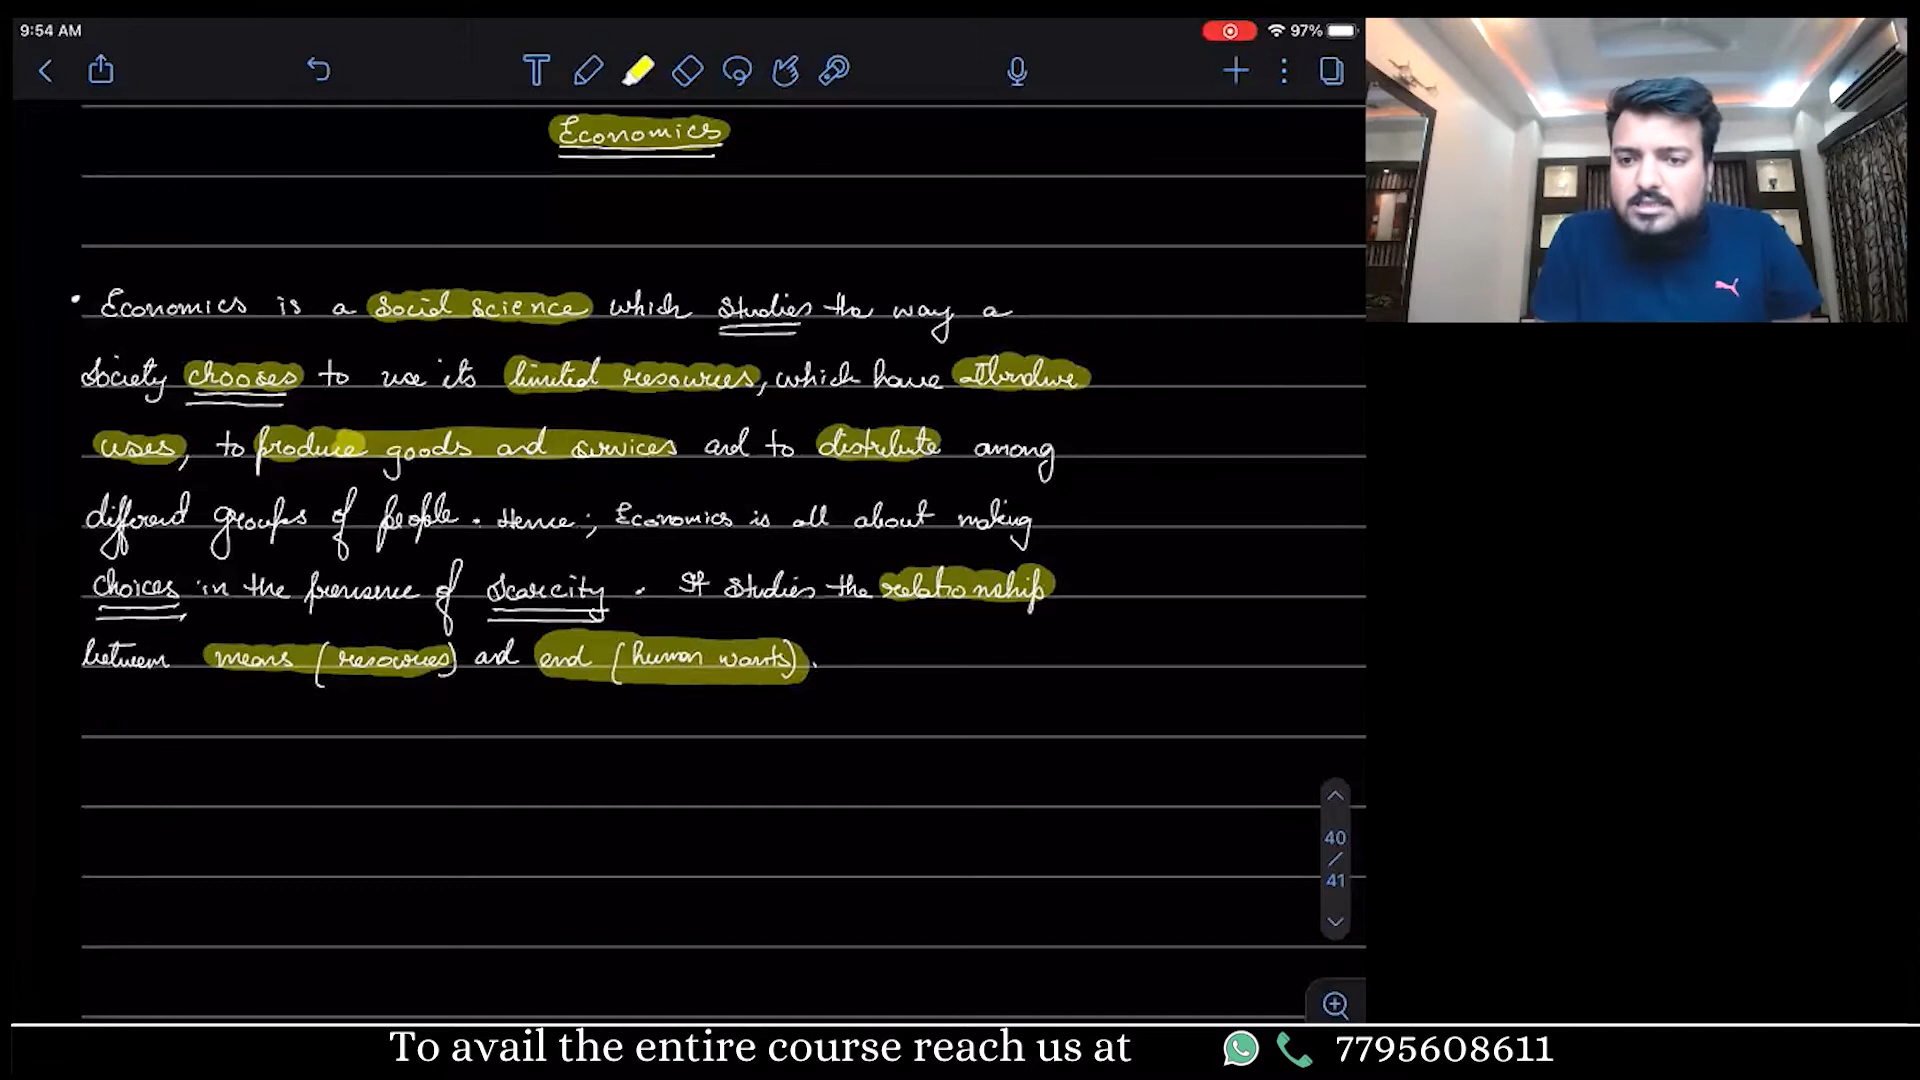 9:54 AM
97%
Economics
• Economics is a social science which studies the way a
society chooses to use its limited resources, which have alternative
uses, to produce goods and services and to distribute among
different groups of people. Hence; Economics is all about making
choices in the presence of scarcity. It studies the relationship
between means (resources) and end (human wants).
40
/
41
To avail the entire course reach us at 7795608611